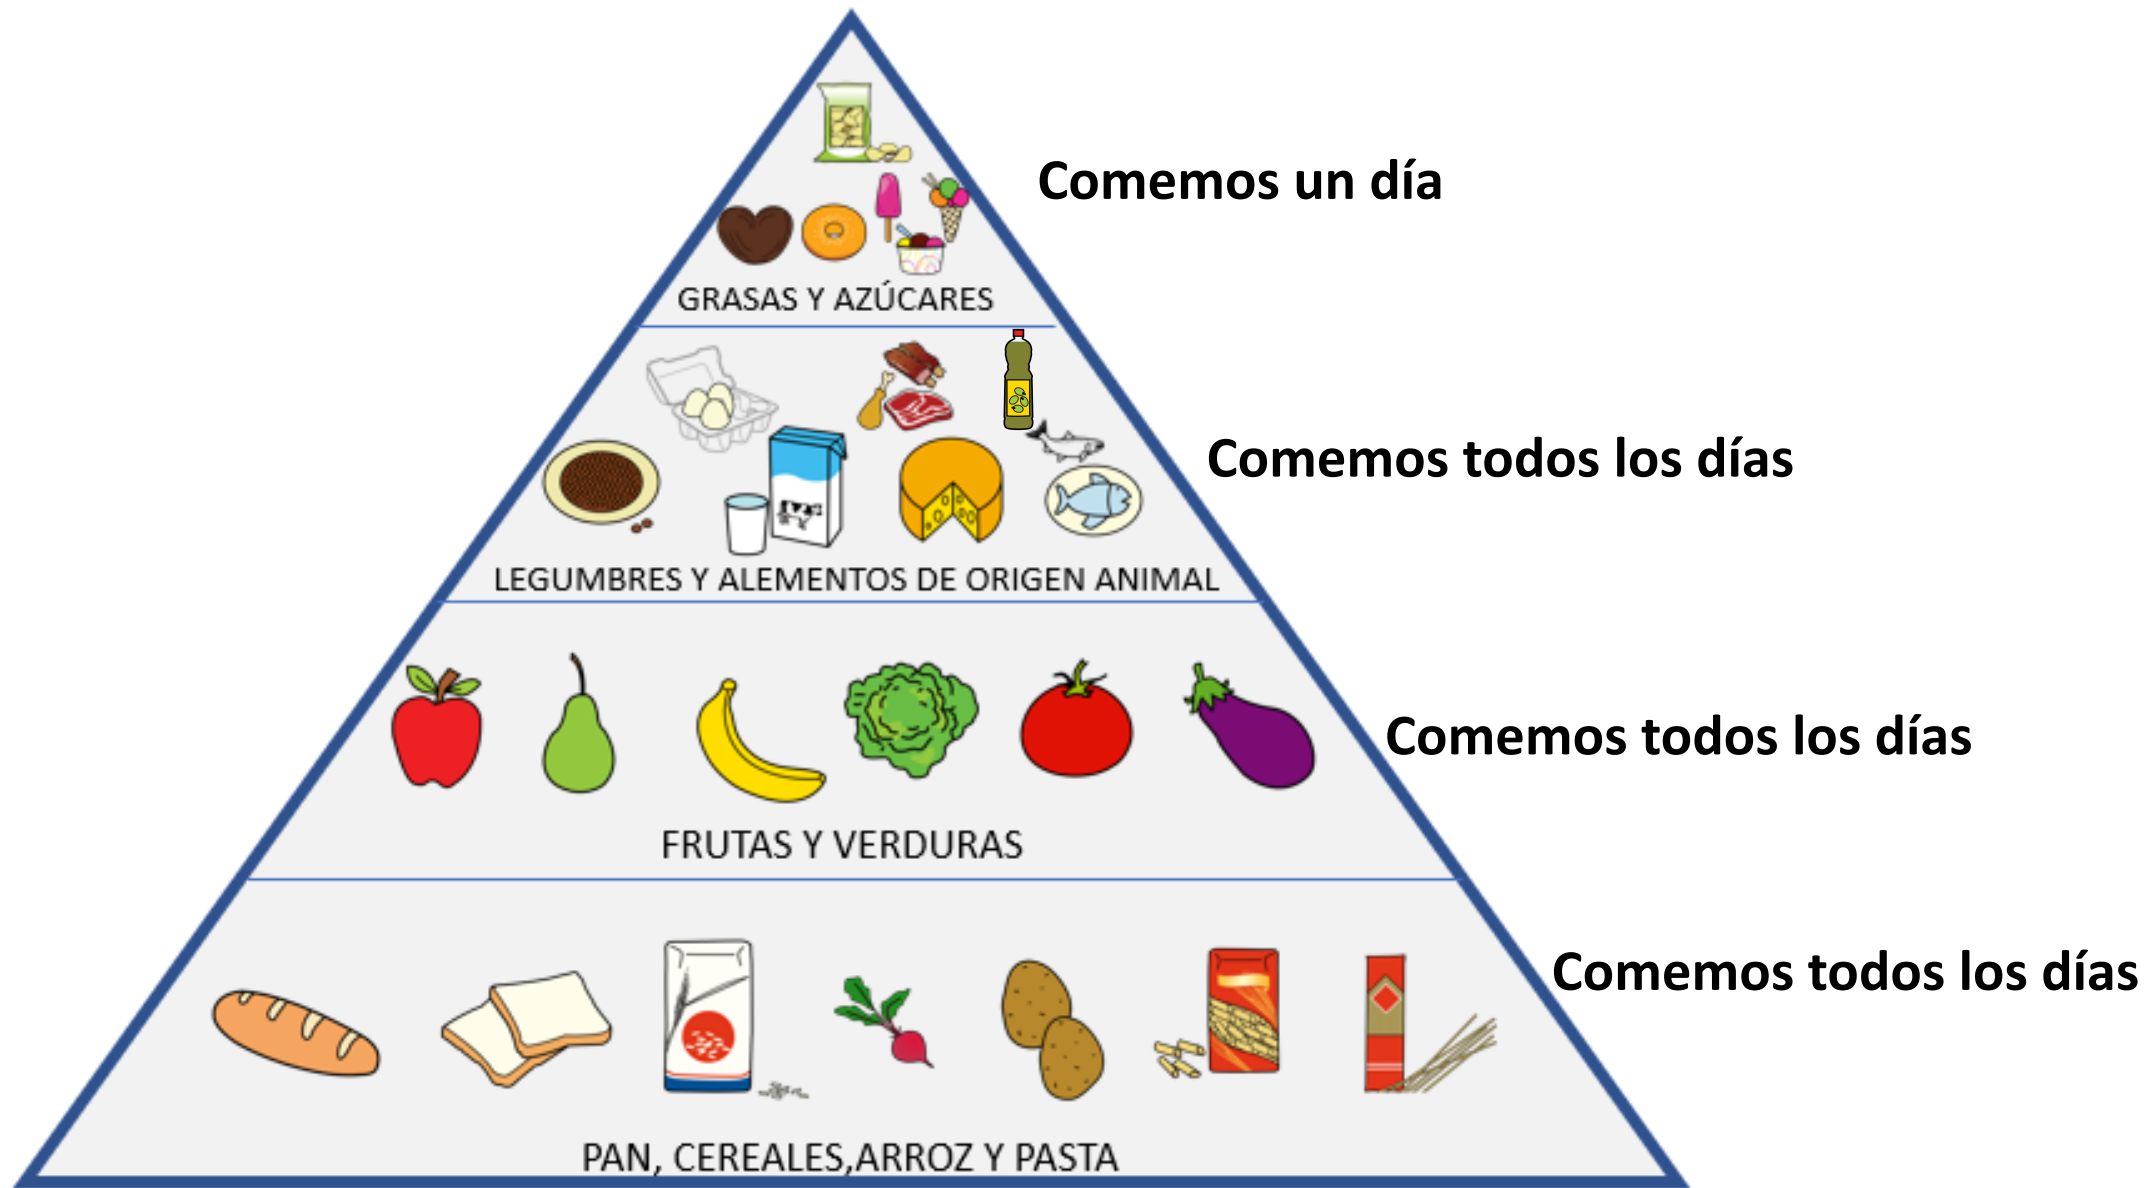 Comemos un día
GRASAS Y AZÚCARES
Comemos todos los días
LEGUMBRES Y ALEMENTOS DE ORIGEN ANIMAL
Comemos todos los días
FRUTAS Y VERDURAS
Comemos todos los días
PAN, CEREALES,ARROZ Y PASTA